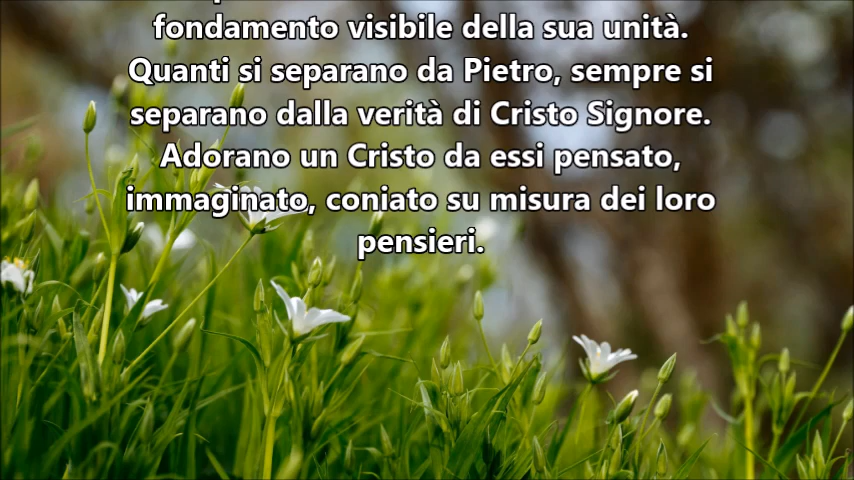 fondamento visibile della sua unità.
Quanti si separano da Pietro, sempre si
separano dalla verità di Cristo Signore.
Adorano un Cristo da essi pensato,
immaginato, coniato su misura dei loro
pensieri.